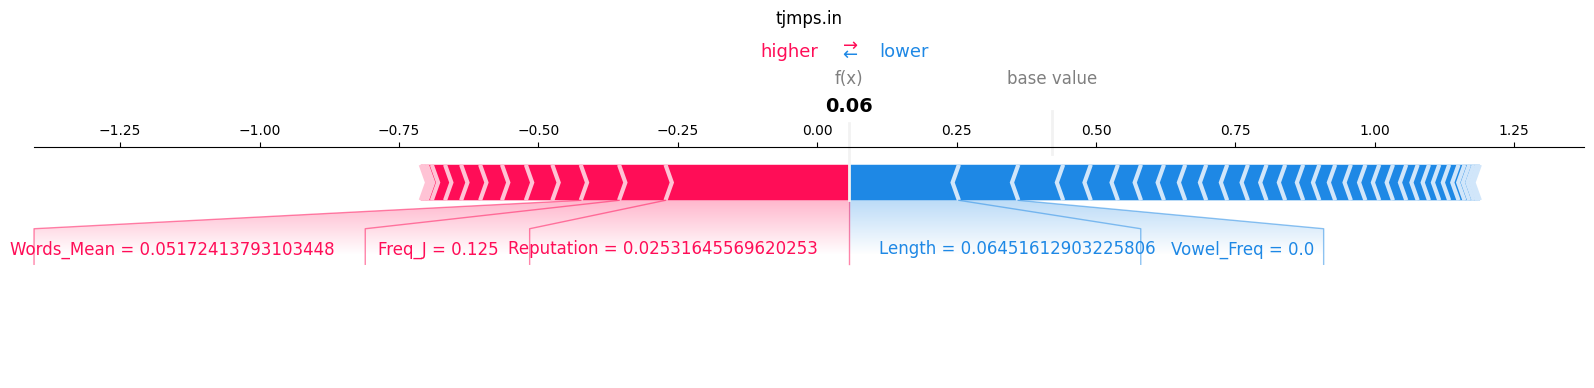 tjmps.in
higher ⇄ lower
f(x) base value
0.06
−1.25 −1.00 −0.75 −0.50 −0.25 0.00 0.25 0.50 0.75 1.00 1.25
Words_Mean = 0.05172413793103448 Freq_J = 0.125 Reputation = 0.02531645569620253 Length = 0.06451612903225806 Vowel_Freq = 0.0